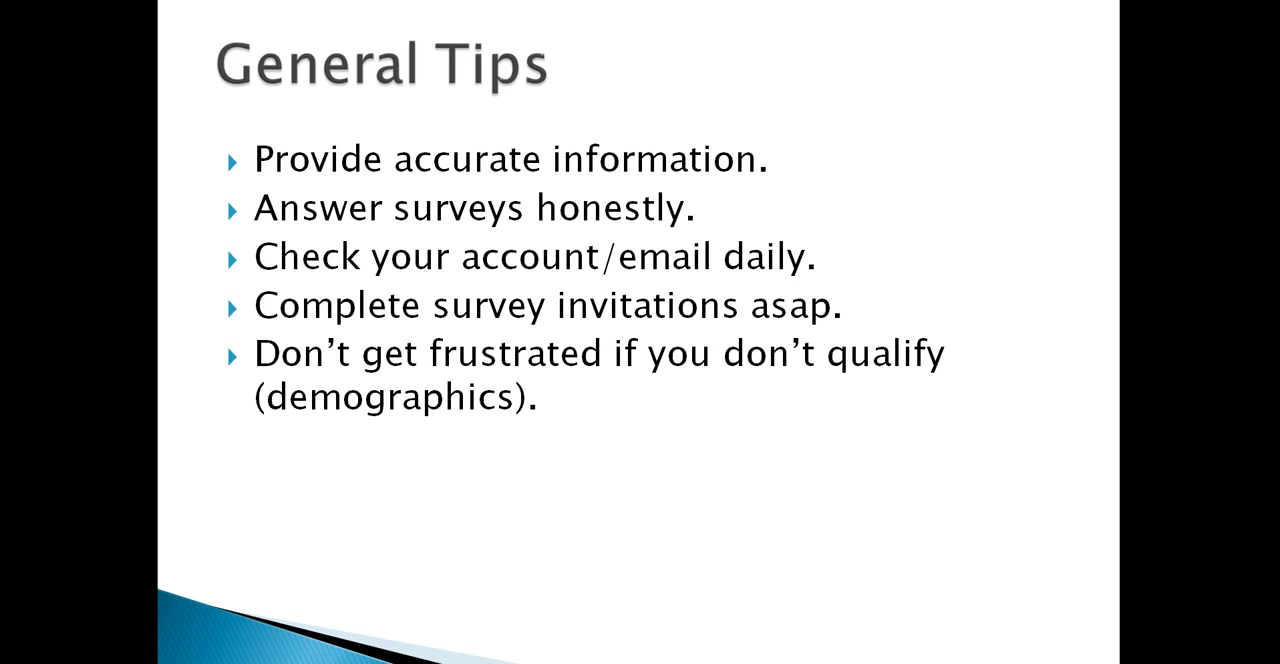 General Tips
Provide accurate information.
Answer surveys honestly.
Check your account/email daily.
Complete survey invitations asap.
Don’t get frustrated if you don’t qualify
(demographics).